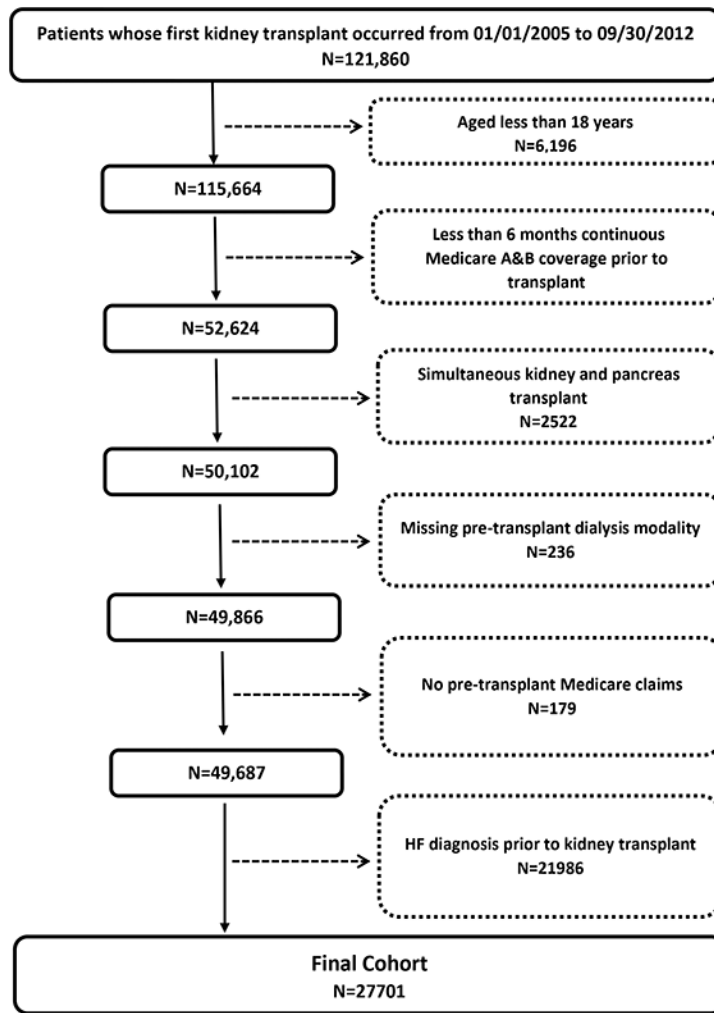 Patients whose first kidney transplant occurred from 01/01/2005 to 09/30/2012
N=121,860
Aged less than 18 years
N=6,196
N=115,664
Less than 6 months continuous
Medicare A&B coverage prior to
transplant
N=52,624
Simultaneous kidney and pancreas
transplant
N=2522
N=50,102
Missing pre-transplant dialysis modality
N=236
N=49,866
No pre-transplant Medicare claims
N=179
N=49,687
HF diagnosis prior to kidney transplant
N=21986
Final Cohort
N=27701